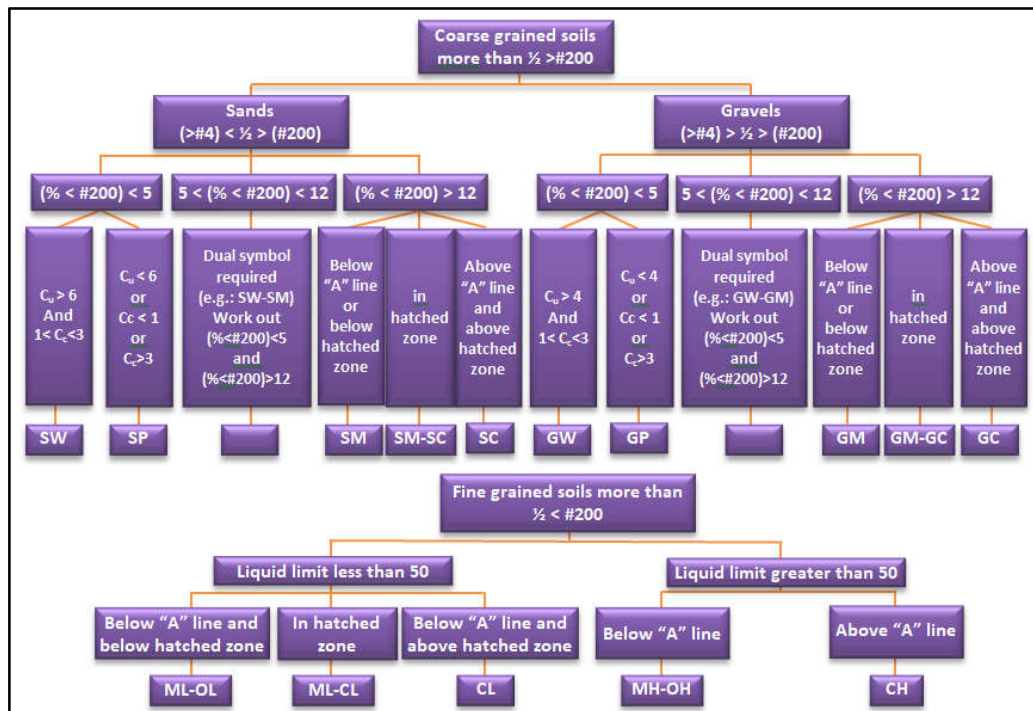 Coarse grained soils
more than ½ >#200
Sands
(>#4) < ½ > (#200)
Gravels
(>#4) > ½ > (#200)
(% < #200) < 5
5 < (% < #200) < 12
(% < #200) > 12
(% < #200) < 5
5 < (% < #200) < 12
(% < #200) > 12
Cu > 6
And
1< Cc<3
Cu < 6
or
Cc < 1
or
Cc>3
Dual symbol
required
(e.g.: SW-SM)
Work out
(%<#200)<5
and
(%<#200)>12
Below
"A" line
or
below
hatched
zone
in
hatched
zone
Above
"A" line
and
above
hatched
zone
Cu > 4
And
1< Cc<3
Cu < 4
or
Cc < 1
or
Cc>3
Dual symbol
required
(e.g.: GW-GM)
Work out
(%<#200)<5
and
(%<#200)>12
Below
"A" line
or
below
hatched
zone
in
hatched
zone
Above
"A" line
and
above
hatched
zone
SW
SP
SM
SM-SC
SC
GW
GP
GM
GM-GC
GC
Fine grained soils more than
½ < #200
Liquid limit less than 50
Liquid limit greater than 50
Below "A" line and
below hatched zone
In hatched
zone
Below "A" line and
above hatched zone
Below "A" line
Above "A" line
ML-OL
ML-CL
CL
MH-OH
CH